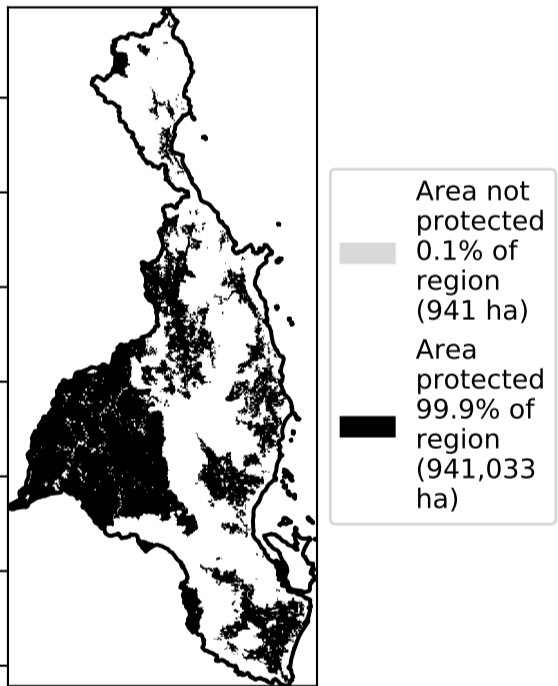 Area not
protected
0.1% of
region
(941 ha)
Area
protected
99.9% of
region
(941,033
ha)